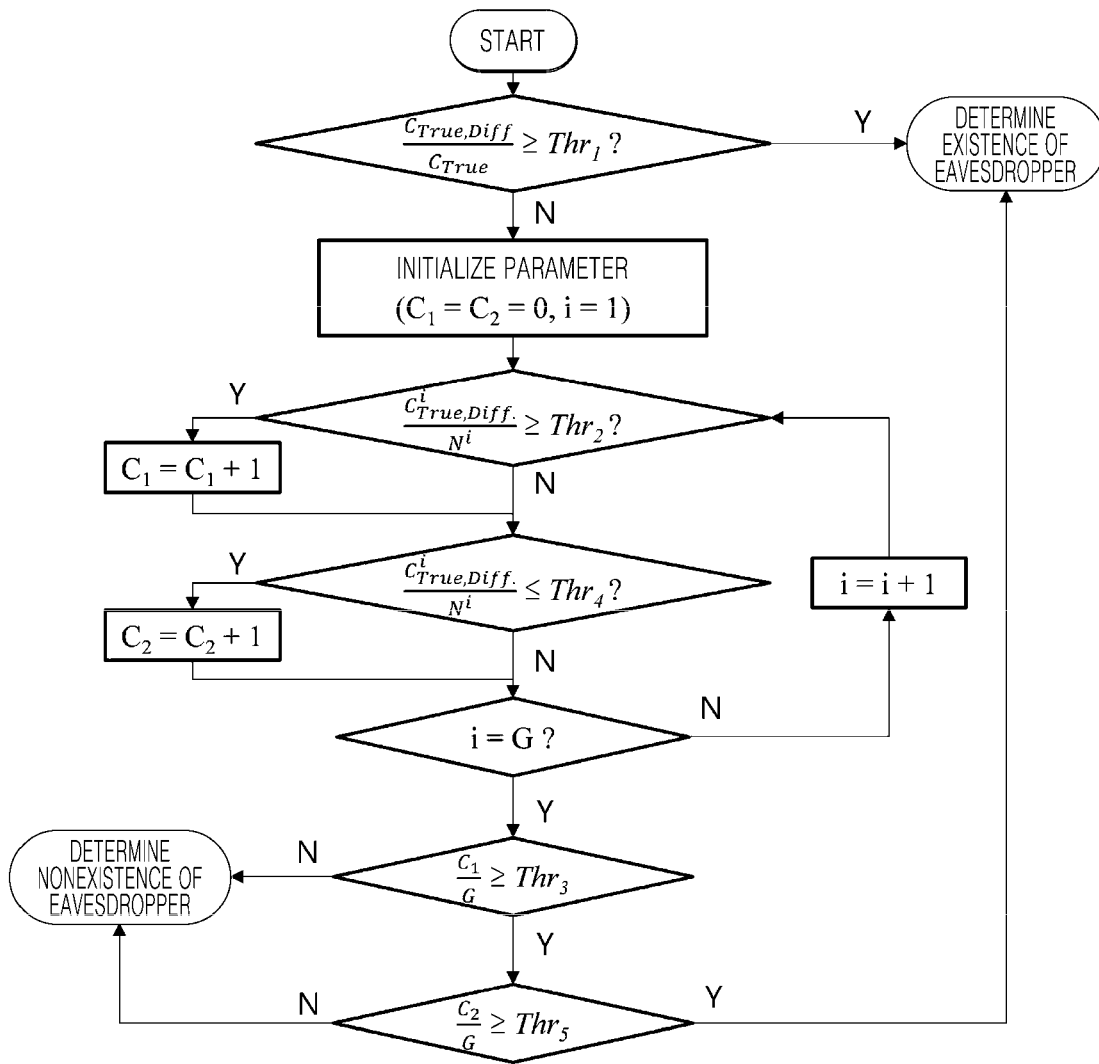 START
C_True,Diff / C_True ≥ Thr_1 ?
Y
DETERMINE
EXISTENCE OF
EAVESDROPPER
N
INITIALIZE PARAMETER
(C_1 = C_2 = 0, i = 1)
Y
C^i_True,Diff. / N^i ≥ Thr_2 ?
C_1 = C_1 + 1
N
Y
C^i_True,Diff. / N^i ≤ Thr_4 ?
i = i + 1
C_2 = C_2 + 1
N
i = G ?
N
Y
DETERMINE
NONEXISTENCE OF
EAVESDROPPER
N
C_1 / G ≥ Thr_3
Y
N
C_2 / G ≥ Thr_5
Y